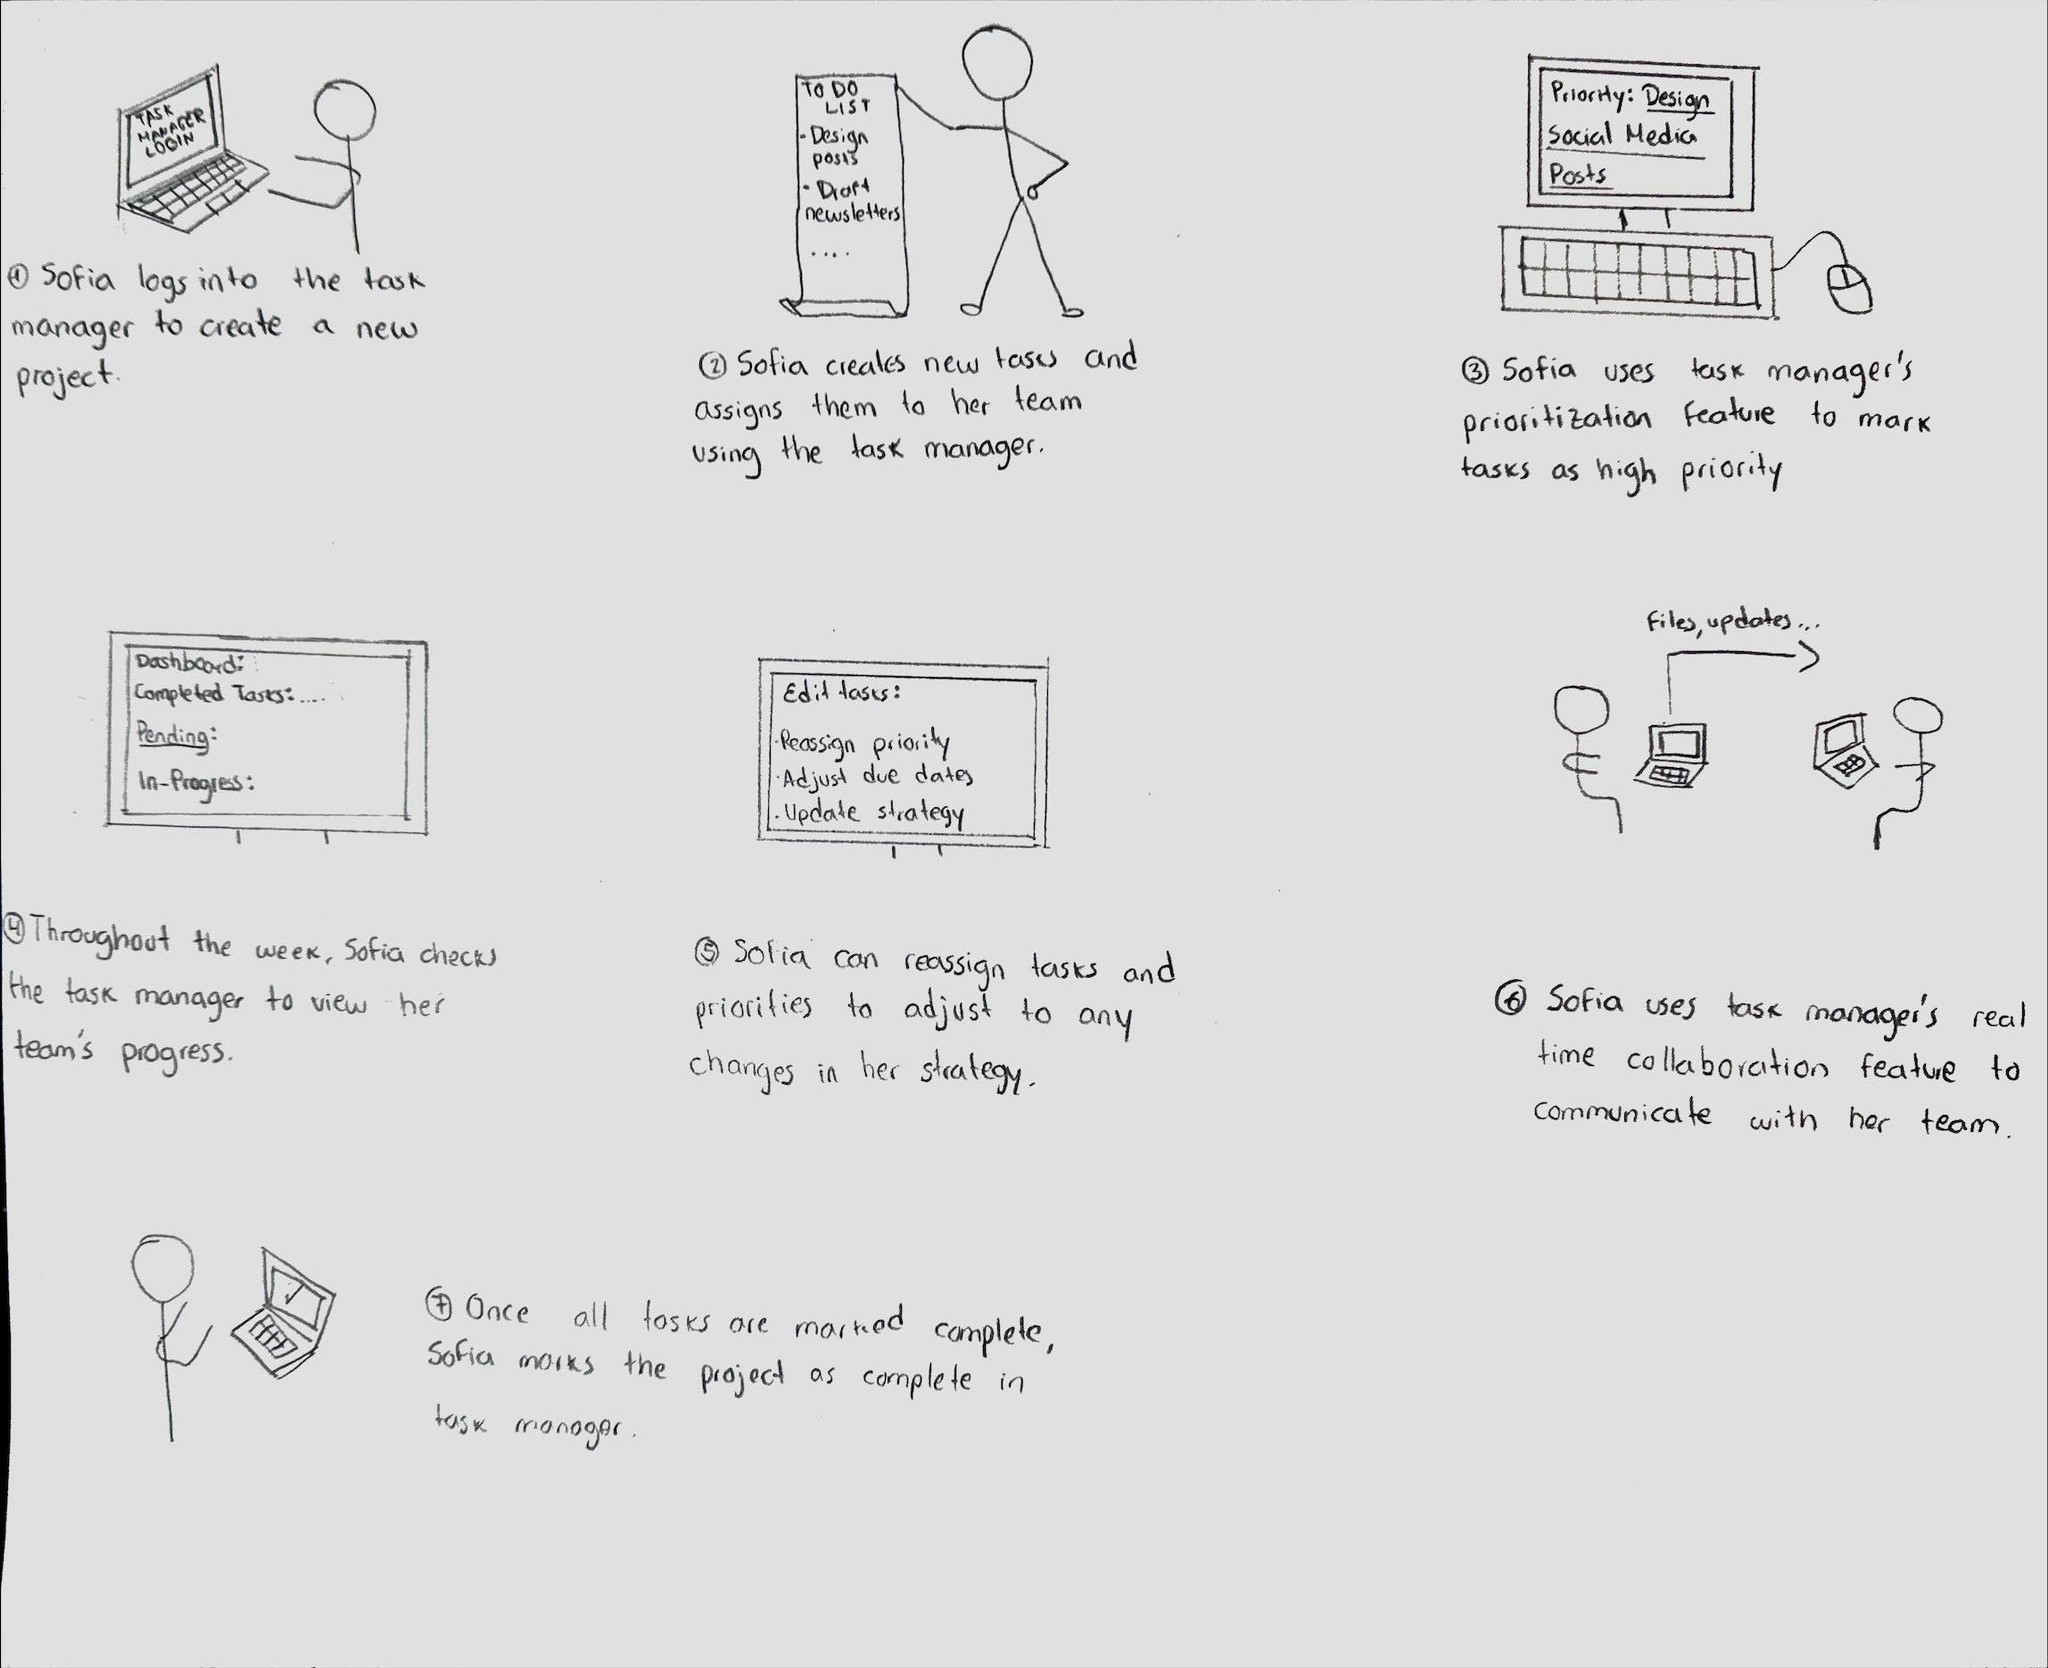 TASK
MANAGER
LOGIN
① Sofia logs into the task
manager to create a new
project.
TO DO
LIST
- Design
posts
• Draft
newsletters
....
② Sofia creates new tasks and
assigns them to her team
using the task manager.
Priority: Design
Social Media
Posts
③ Sofia uses task manager's
prioritization feature to mark
tasks as high priority
Dashboard:
Completed Tasks:....
Pending:
In-Progress:
④ Throughout the week, Sofia checks
the task manager to view her
team's progress.
Edit tasks:
• Reassign priority
• Adjust due dates
• Update strategy
⑤ Sofia can reassign tasks and
priorities to adjust to any
changes in her strategy.
Files, updates...
⑥ Sofia uses task manager's real
time collaboration feature to
communicate with her team.
⑦ Once all tasks are marked complete,
Sofia marks the project as complete in
task manager.